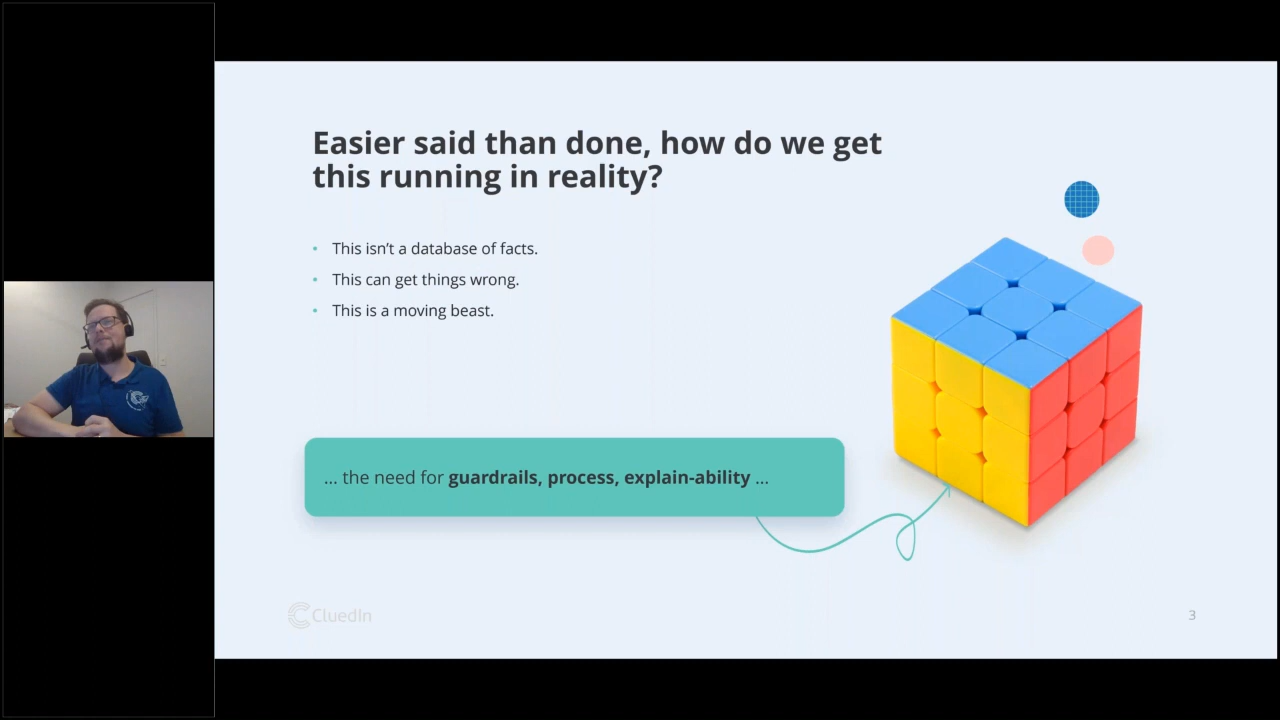 Easier said than done, how do we get
this running in reality?
• This isn’t a database of facts.
• This can get things wrong.
• This is a moving beast.
... the need for guardrails, process, explain-ability ...
CluedIn
3